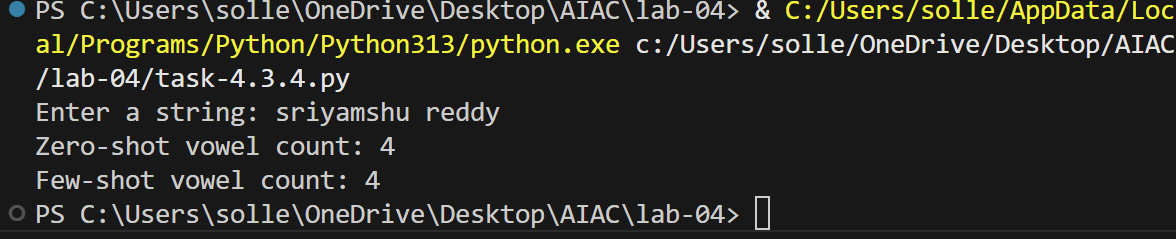 PS C:\Users\solle\OneDrive\Desktop\AIAC\lab-04> & C:/Users/solle/AppData/Loc
al/Programs/Python/Python313/python.exe c:/Users/solle/OneDrive/Desktop/AIAC
/lab-04/task-4.3.4.py
Enter a string: sriyamshu reddy
Zero-shot vowel count: 4
Few-shot vowel count: 4
PS C:\Users\solle\OneDrive\Desktop\AIAC\lab-04>